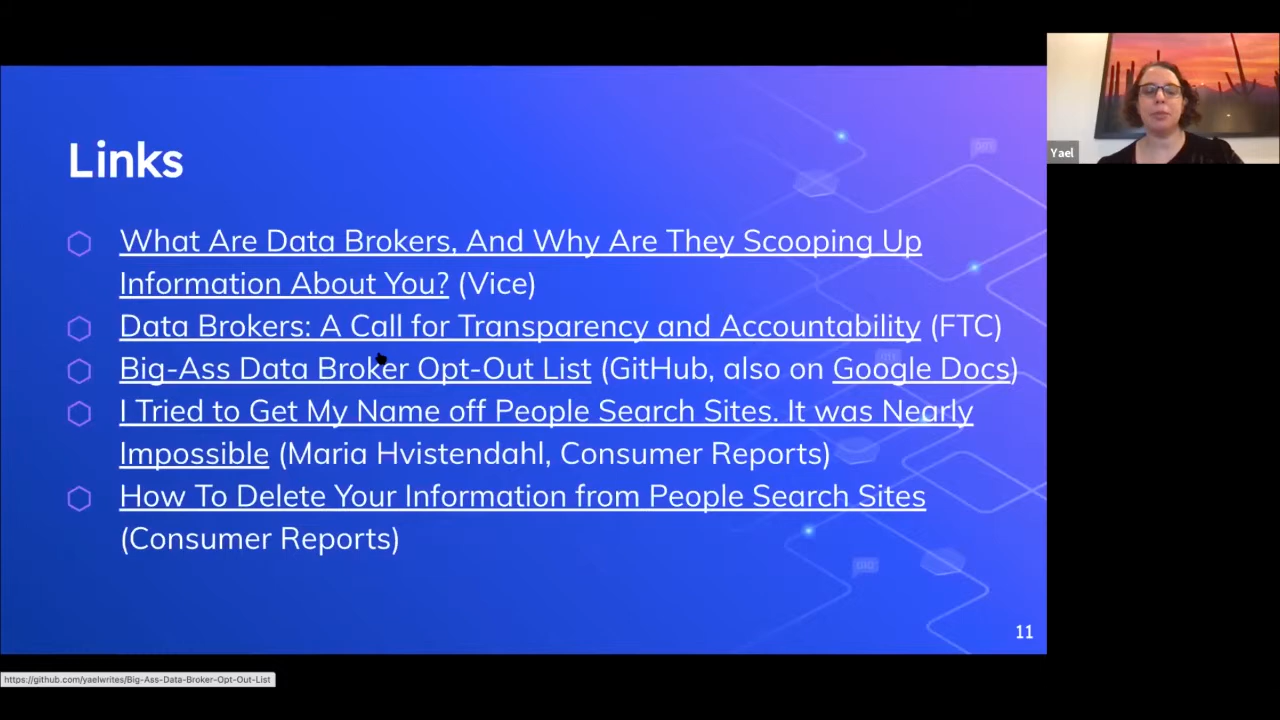 Links
What Are Data Brokers, And Why Are They Scooping Up
Information About You? (Vice)
Data Brokers: A Call for Transparency and Accountability (FTC)
Big-Ass Data Broker Opt-Out List (GitHub, also on Google Docs)
I Tried to Get My Name off People Search Sites. It was Nearly
Impossible (Maria Hvistendahl, Consumer Reports)
How To Delete Your Information from People Search Sites
(Consumer Reports)
11
https://github.com/yaelwrites/Big-Ass-Data-Broker-Opt-Out-List
Yael